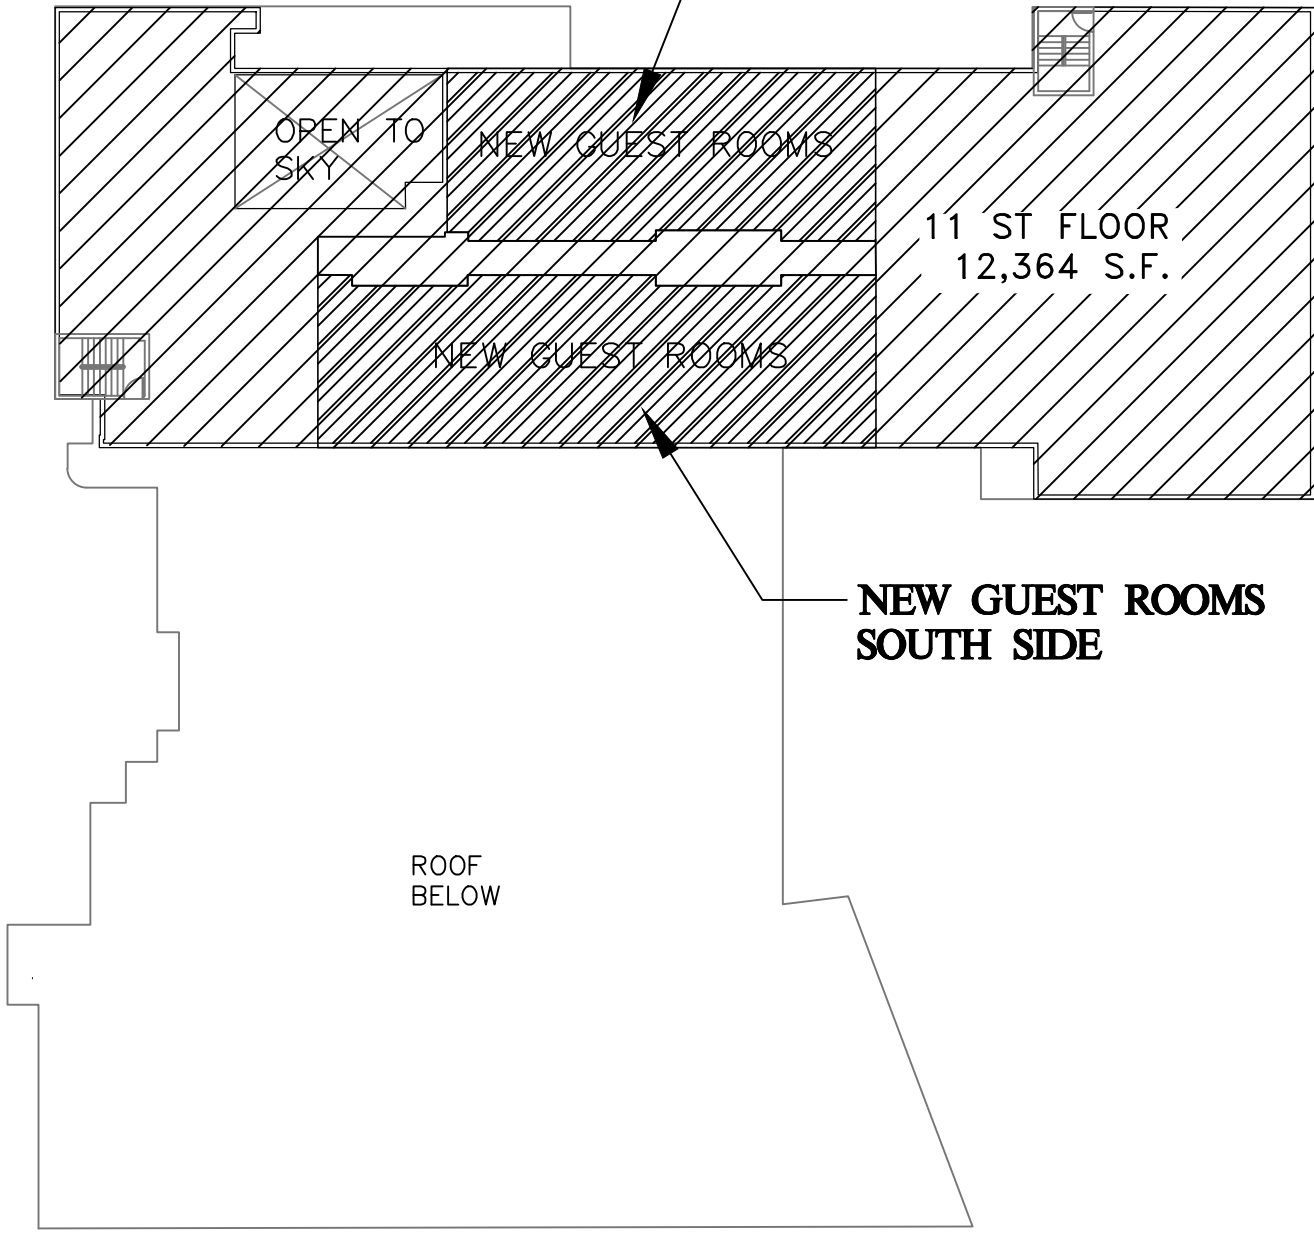 OPEN TO
SKY
NEW GUEST ROOMS
11 ST FLOOR
12,364 S.F.
NEW GUEST ROOMS
NEW GUEST ROOMS
SOUTH SIDE
ROOF
BELOW